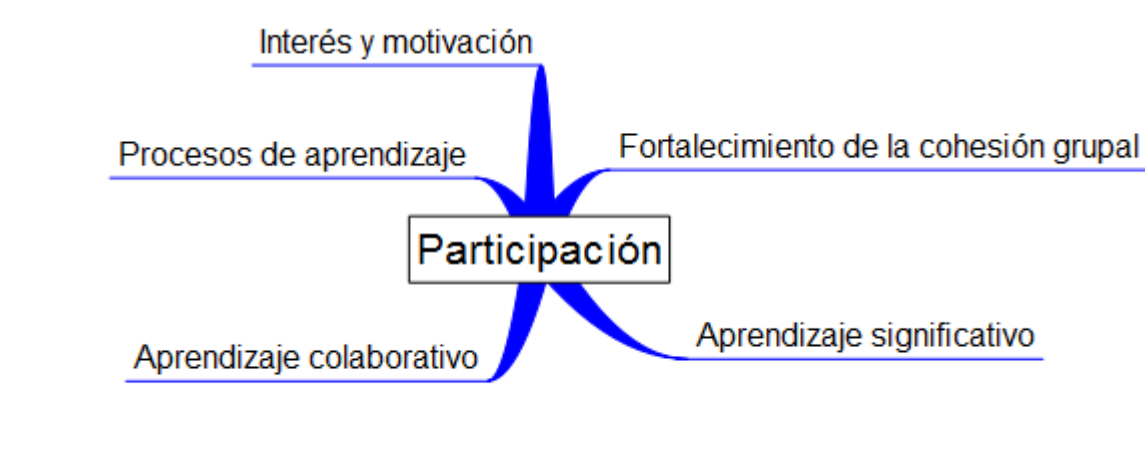 Interés y motivación
Procesos de aprendizaje
Fortalecimiento de la cohesión grupal
Participación
Aprendizaje colaborativo
Aprendizaje significativo